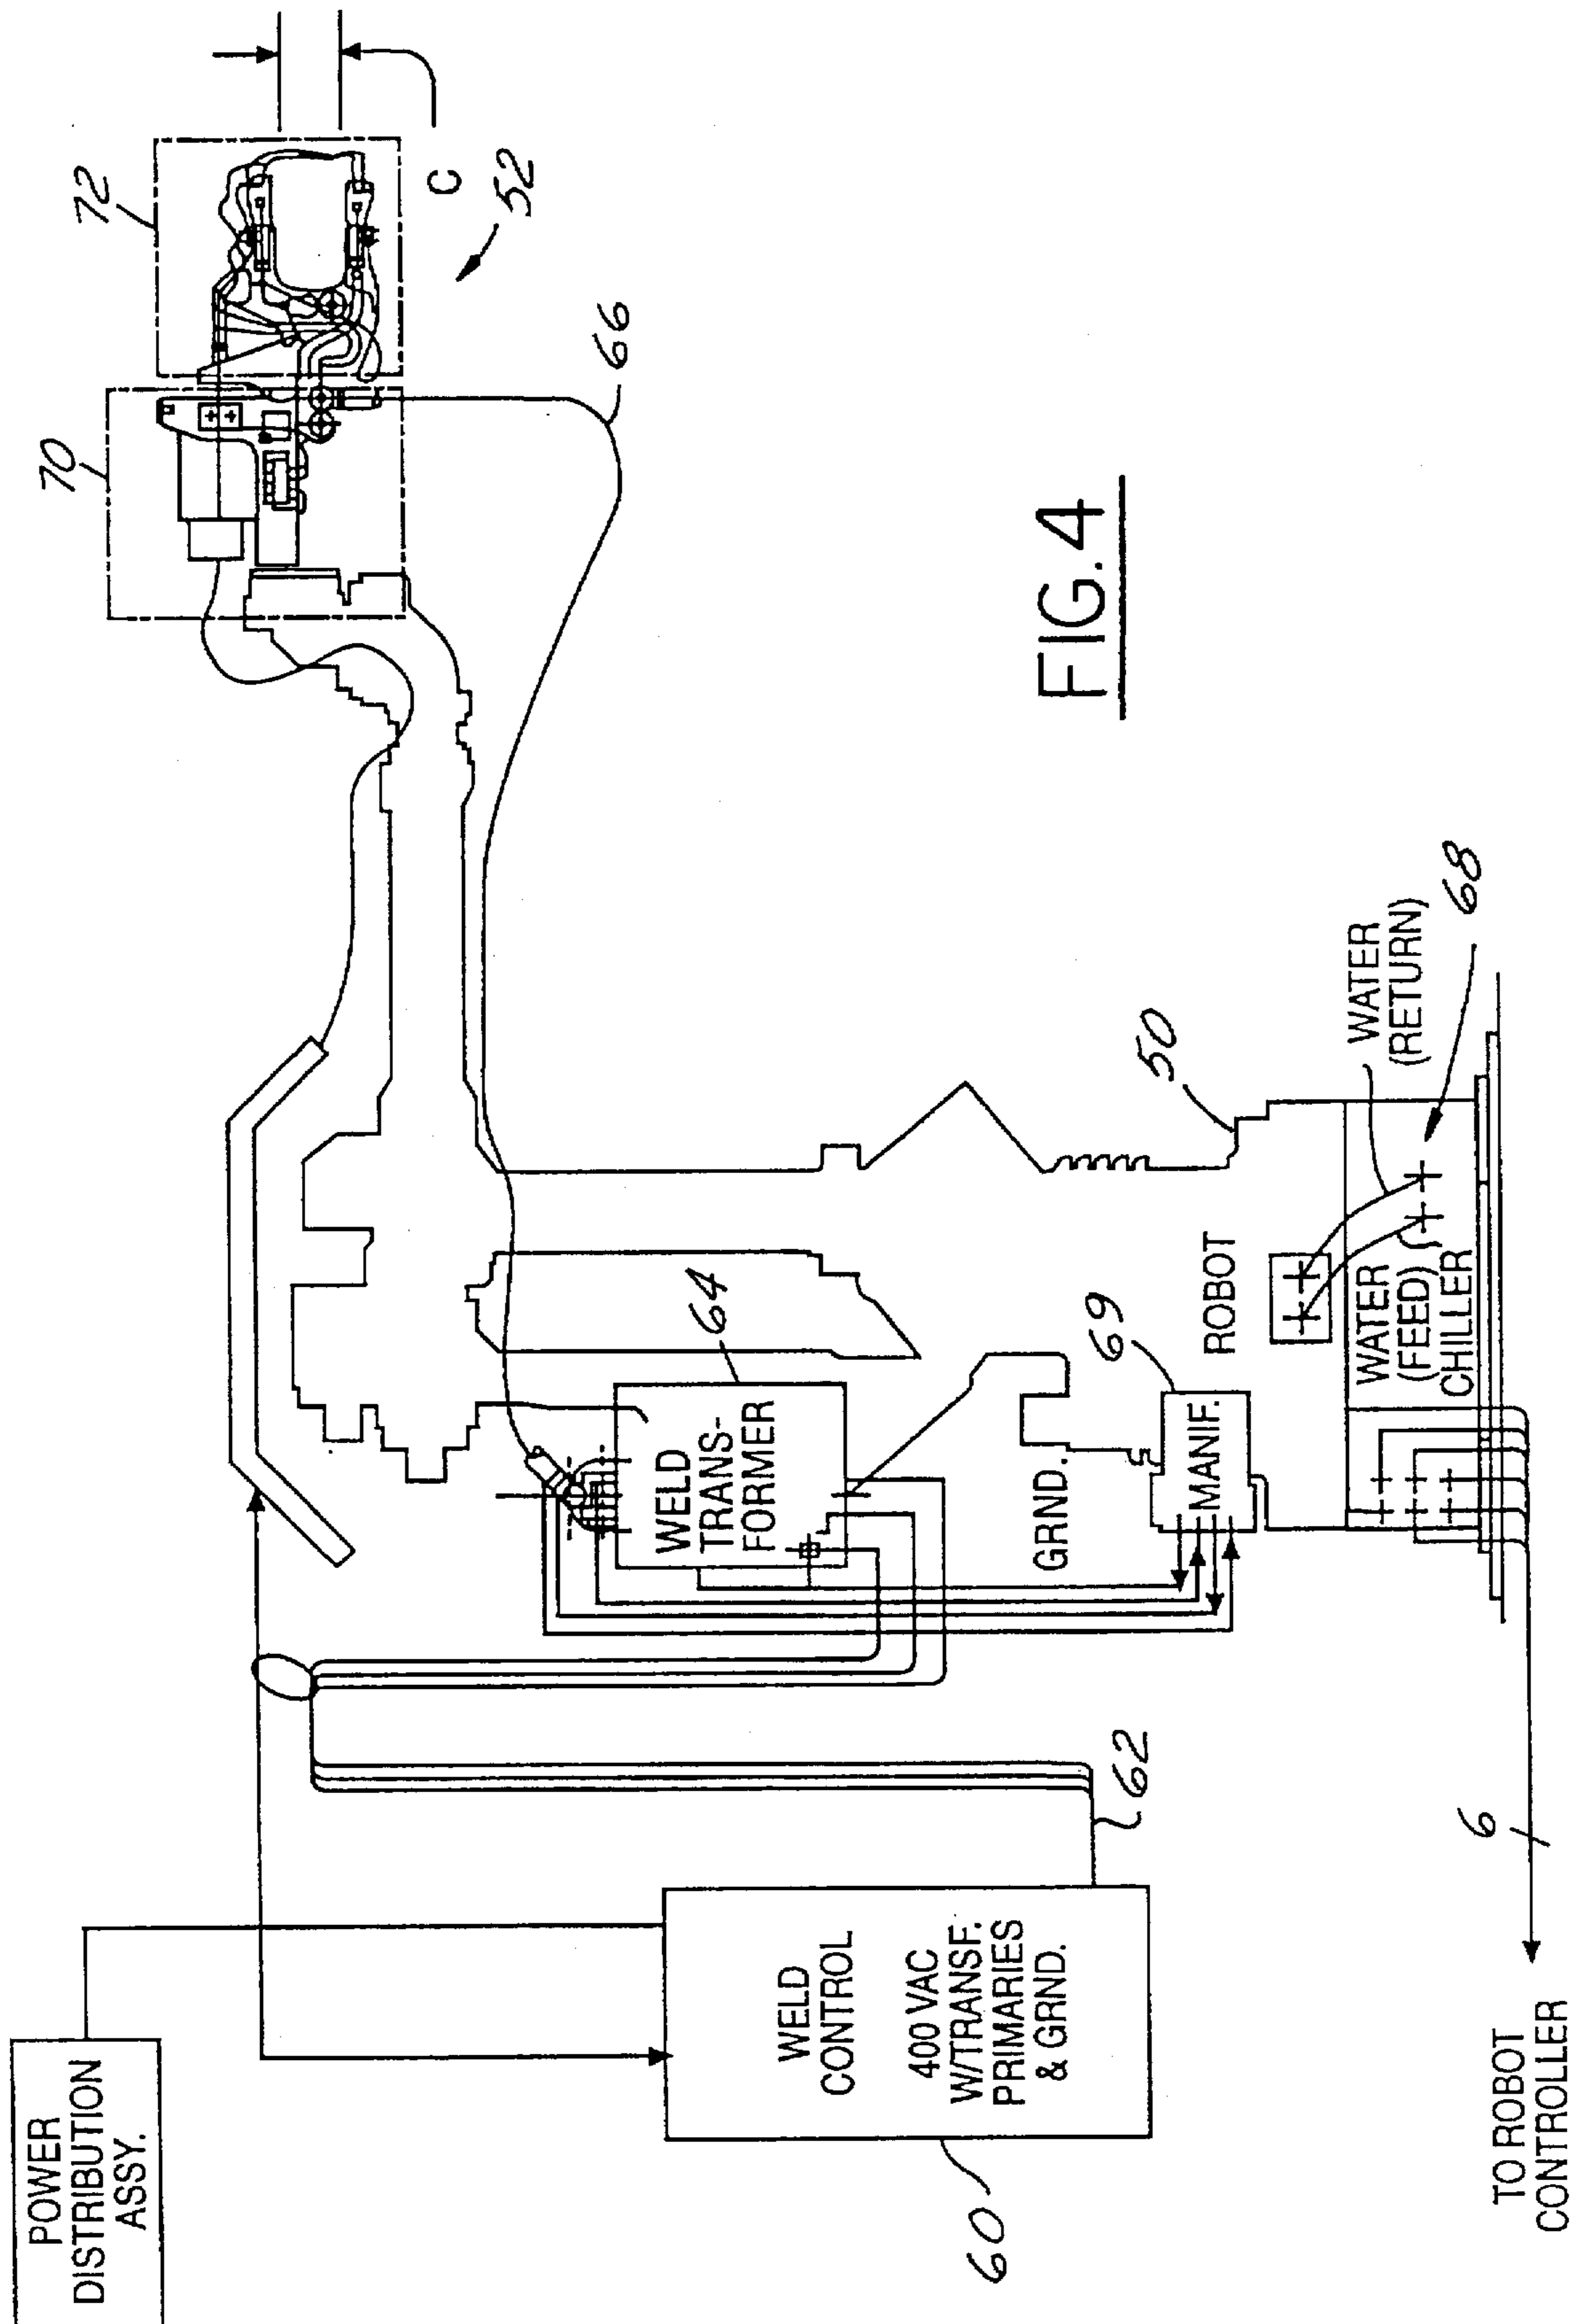 POWER
DISTRIBUTION
ASSY.
60
WELD
CONTROL
400 VAC
W/TRANSF.
PRIMARIES
& GRND.
62
TO ROBOT
CONTROLLER
6
WELD
TRANS-
FORMER
64
GRND.
MANIF.
69
ROBOT
50
WATER
(FEED)
CHILLER
WATER
(RETURN)
68
66
70
72
C
52
FIG. 4